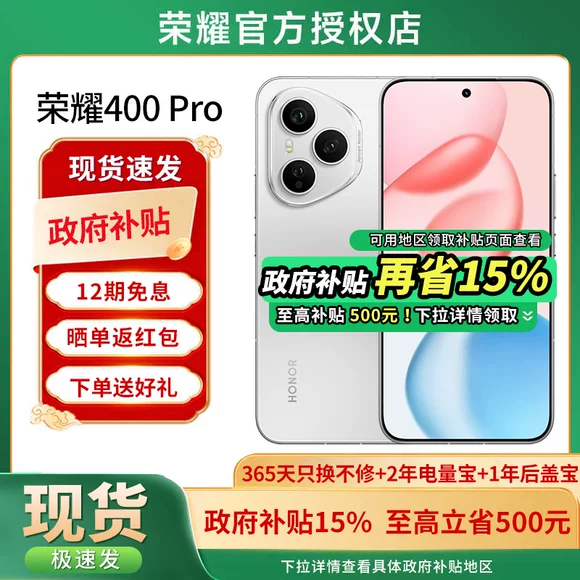 荣耀官方授权店
荣耀400 Pro
现货速发
政府补贴
12期免息
晒单返红包
下单送好礼
HONOR
可用地区领取补贴页面查看
政府补贴 再省15%
至高补贴 500元！下拉详情领取
365天只换不修+2年电量宝+1年后盖宝
现货
极速发
政府补贴15% 至高立省500元
下拉详情查看具体政府补贴地区